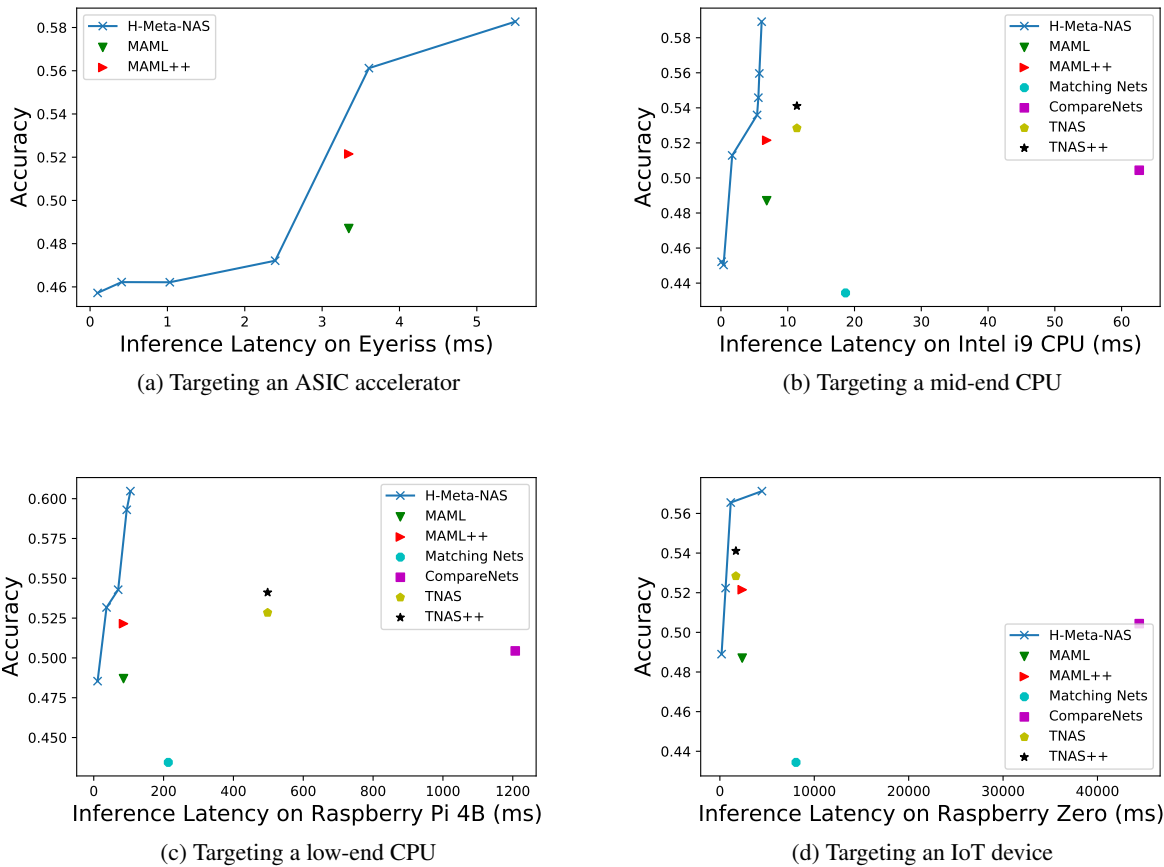 0.58
0.56
0.54
0.52
0.50
0.48
0.46
Accuracy
H-Meta-NAS
MAML
MAML++
0 1 2 3 4 5
Inference Latency on Eyeriss (ms)
(a) Targeting an ASIC accelerator
0.58
0.56
0.54
0.52
0.50
0.48
0.46
0.44
Accuracy
H-Meta-NAS
MAML
MAML++
Matching Nets
CompareNets
TNAS
TNAS++
0 10 20 30 40 50 60
Inference Latency on Intel i9 CPU (ms)
(b) Targeting a mid-end CPU
0.600
0.575
0.550
0.525
0.500
0.475
0.450
Accuracy
H-Meta-NAS
MAML
MAML++
Matching Nets
CompareNets
TNAS
TNAS++
0 200 400 600 800 1000 1200
Inference Latency on Raspberry Pi 4B (ms)
(c) Targeting a low-end CPU
0.56
0.54
0.52
0.50
0.48
0.46
0.44
Accuracy
H-Meta-NAS
MAML
MAML++
Matching Nets
CompareNets
TNAS
TNAS++
0 10000 20000 30000 40000
Inference Latency on Raspberry Zero (ms)
(d) Targeting an IoT device